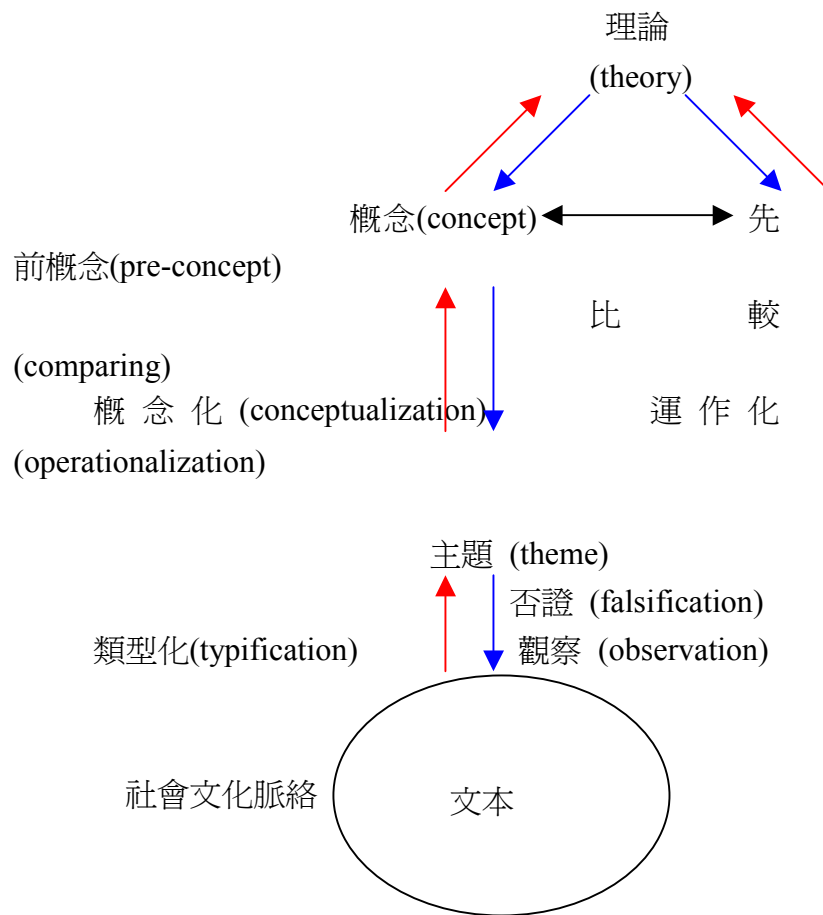 理論
(theory)
概念(concept) 先
前概念(pre-concept)
比 較
(comparing)
概 念 化 (conceptualization) 運 作 化
(operationalization)
主題 (theme)
否證 (falsification)
類型化(typification) 觀察 (observation)
社會文化脈絡 文本